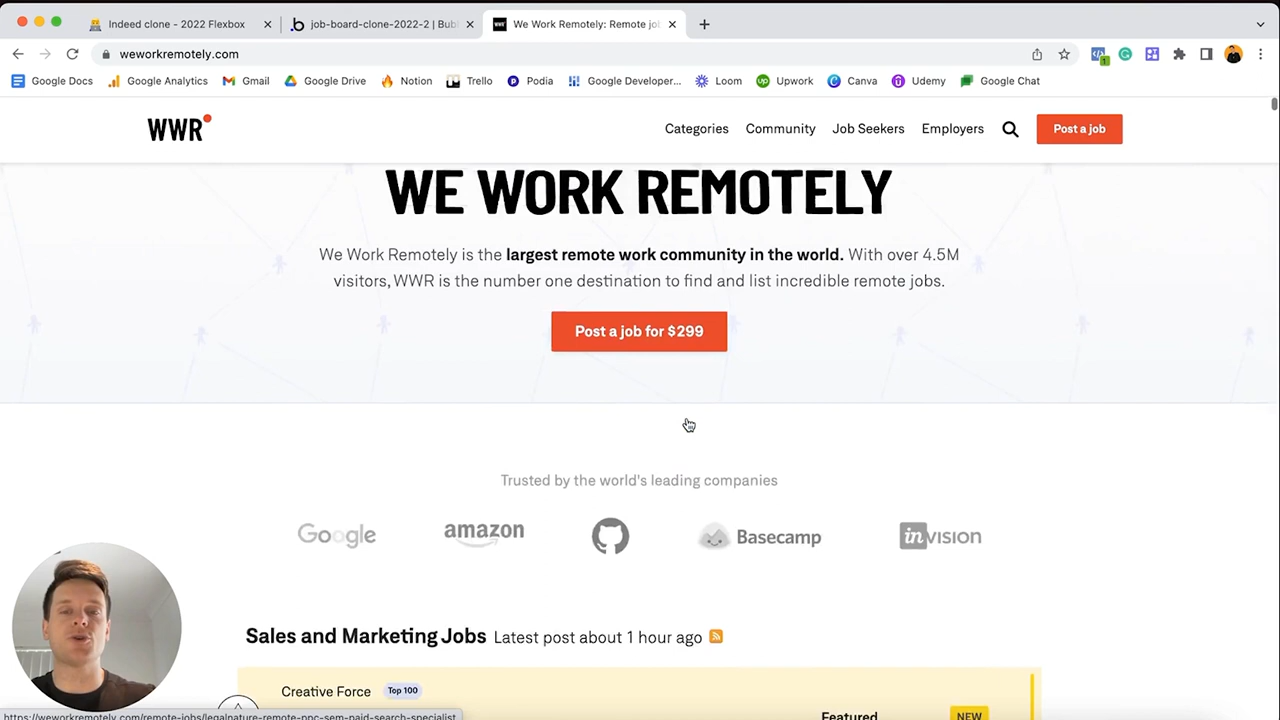 Indeed clone - 2022 Flexbox
job-board-clone-2022-2 | Bub
We Work Remotely: Remote jo
weworkremotely.com
1
Google Docs
Google Analytics
Gmail
Google Drive
Notion
Trello
Podia
Google Developer...
Loom
Upwork
Canva
Udemy
Google Chat
WWR
Categories
Community
Job Seekers
Employers
Post a job
WE WORK REMOTELY
We Work Remotely is the largest remote work community in the world. With over 4.5M
visitors, WWR is the number one destination to find and list incredible remote jobs.
Post a job for $299
Trusted by the world's leading companies
Google
amazon
Basecamp
invision
Sales and Marketing Jobs Latest post about 1 hour ago
Creative Force Top 100
Featured NEW
https://weworkremotely.com/remote-jobs/legalnature-remote-ppc-sem-paid-search-specialist